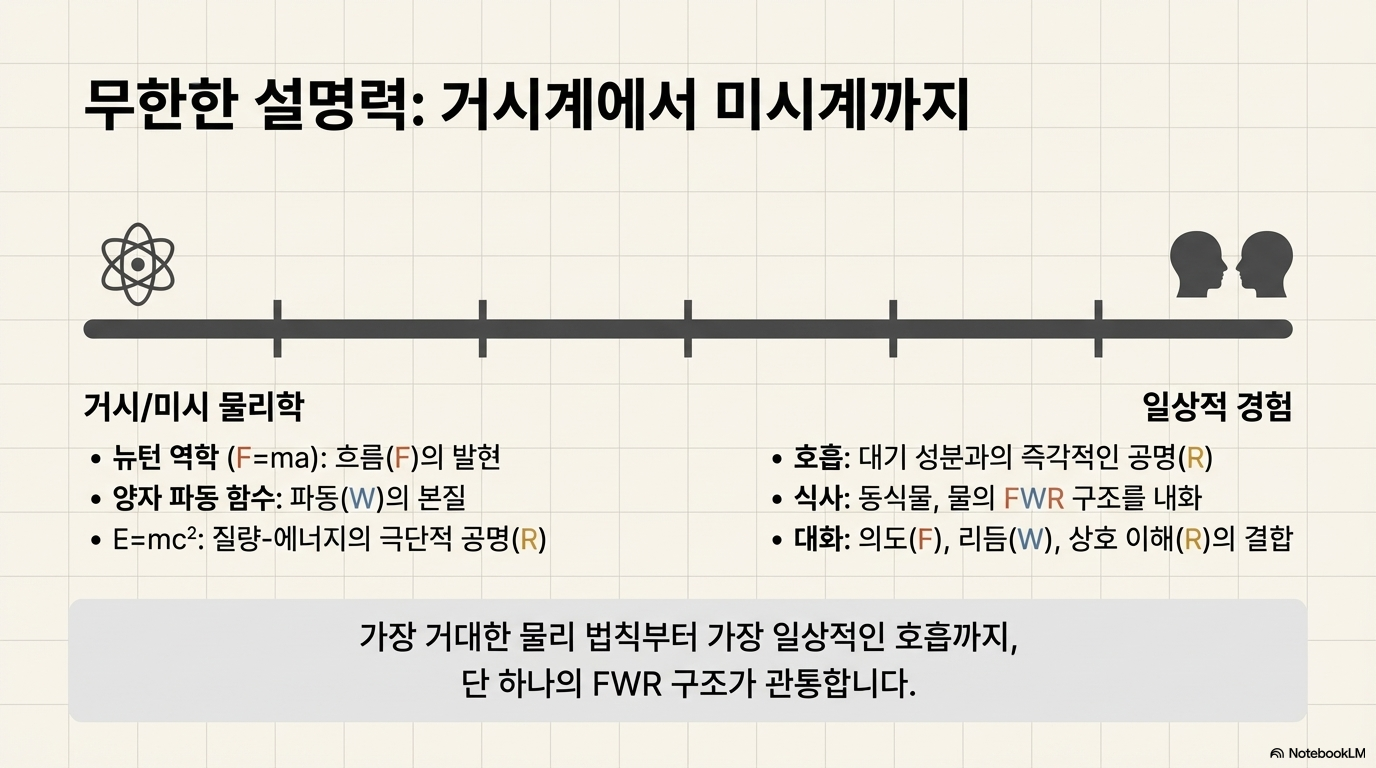 무한한 설명력: 거시계에서 미시계까지
거시/미시 물리학
• 뉴턴 역학 (F=ma): 흐름(F)의 발현
• 양자 파동 함수: 파동(W)의 본질
• E=mc²: 질량-에너지의 극단적 공명(R)
일상적 경험
• 호흡: 대기 성분과의 즉각적인 공명(R)
• 식사: 동식물, 물의 FWR 구조를 내화
• 대화: 의도(F), 리듬(W), 상호 이해(R)의 결합
가장 거대한 물리 법칙부터 가장 일상적인 호흡까지,
단 하나의 FWR 구조가 관통합니다.
NotebookLM